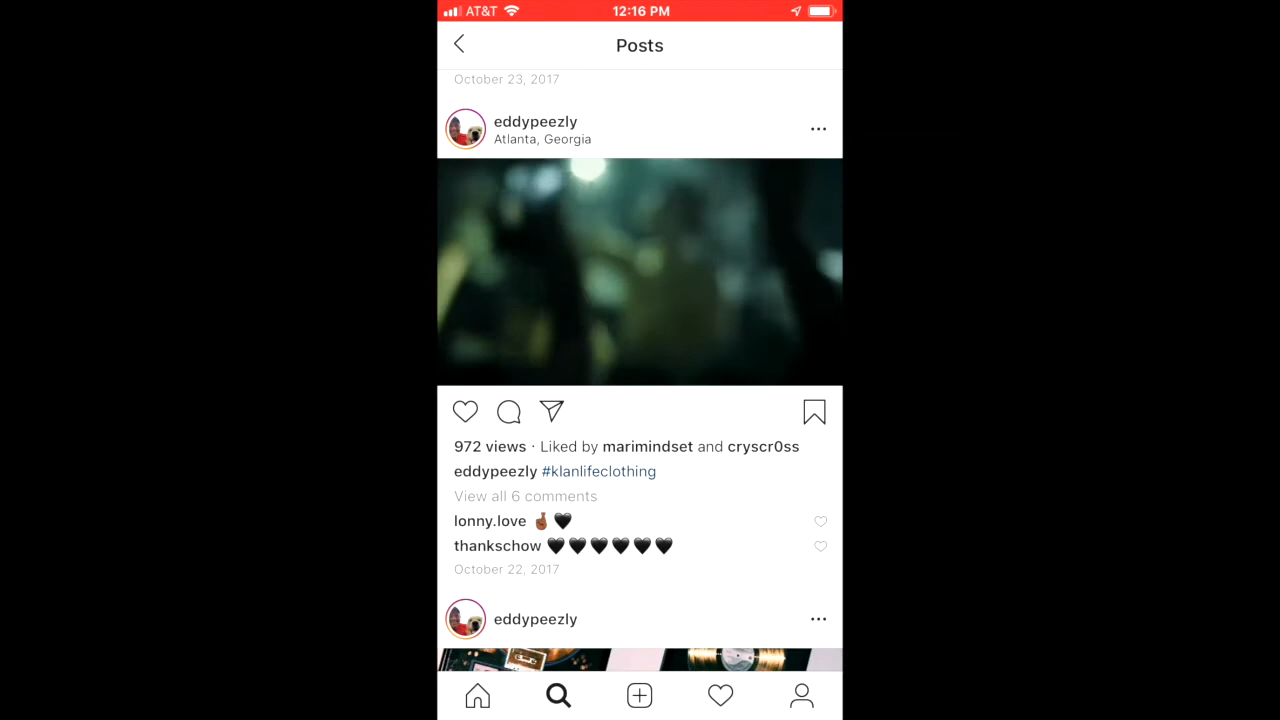 AT&T 12:16 PM
Posts
October 23, 2017
eddypeezly
Atlanta, Georgia
972 views · Liked by marimindset and cryscr0ss
eddypeezly #klanlifeclothing
View all 6 comments
lonny.love 🤞🏾🖤
thankschow 🖤🖤🖤🖤🖤🖤
October 22, 2017
eddypeezly